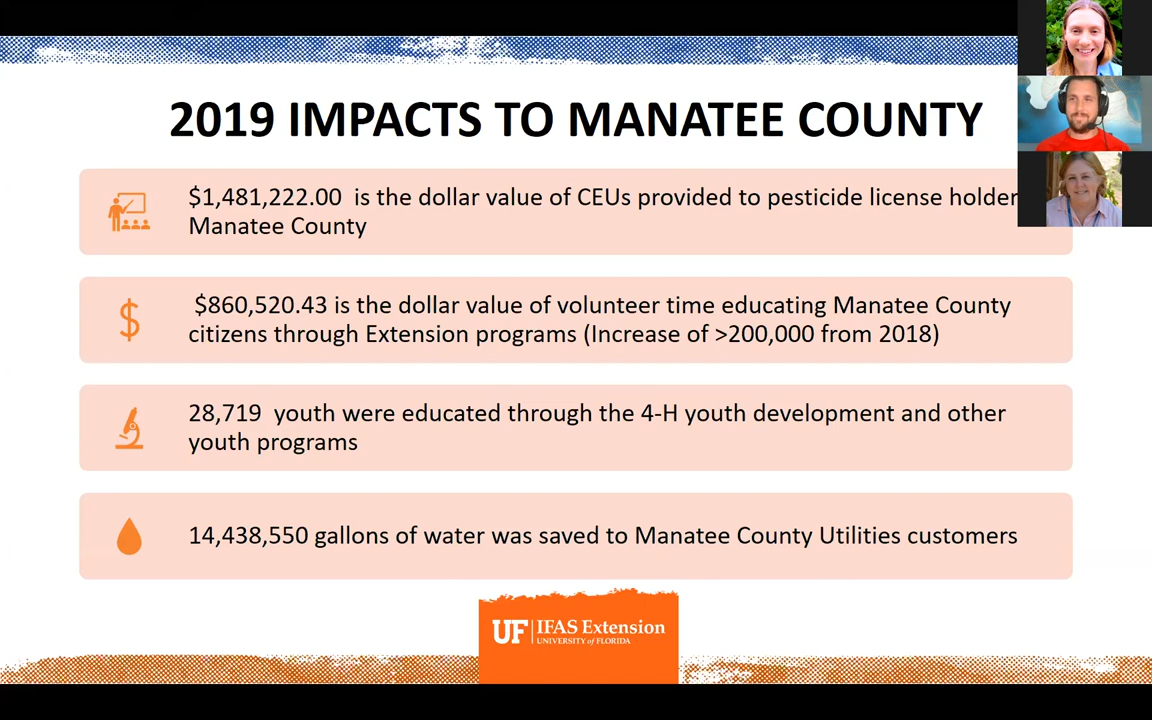 2019 IMPACTS TO MANATEE COUNTY
$1,481,222.00 is the dollar value of CEUs provided to pesticide license holder
Manatee County
$860,520.43 is the dollar value of volunteer time educating Manatee County
citizens through Extension programs (Increase of >200,000 from 2018)
28,719 youth were educated through the 4-H youth development and other
youth programs
14,438,550 gallons of water was saved to Manatee County Utilities customers
UF IFAS Extension
UNIVERSITY of FLORIDA